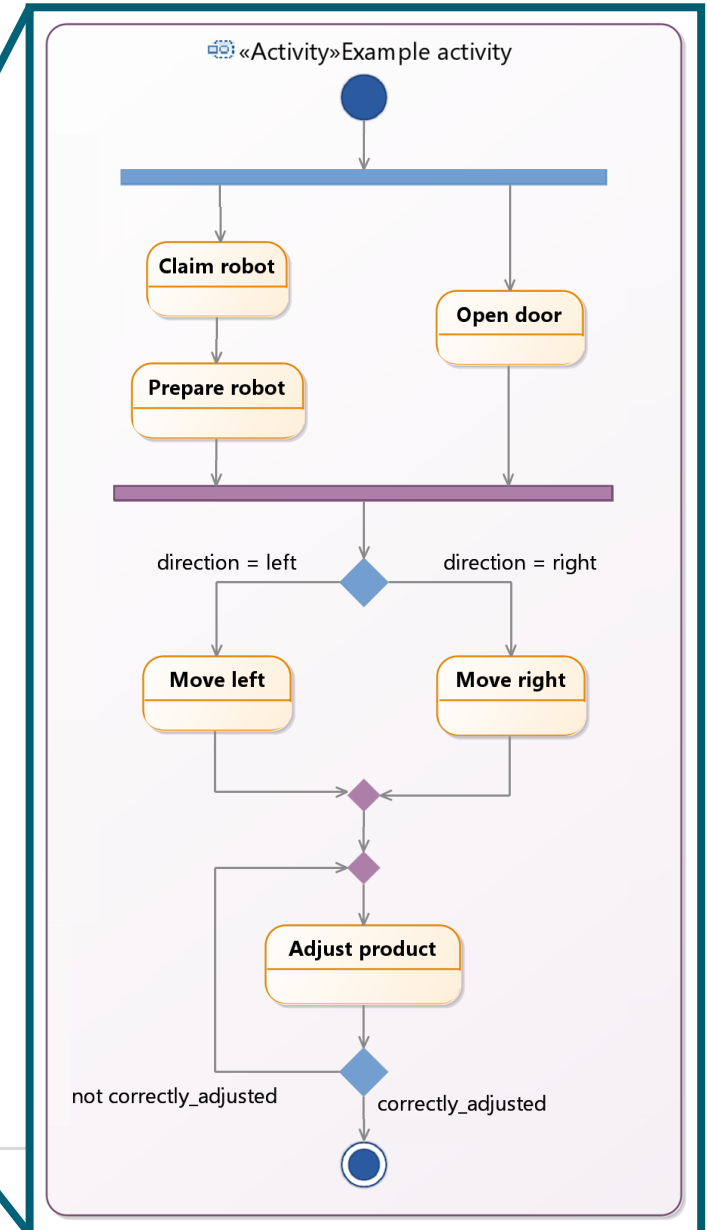 «Activity»Example activity
Claim robot
Open door
Prepare robot
direction = left
direction = right
Move left
Move right
Adjust product
not correctly_adjusted
correctly_adjusted